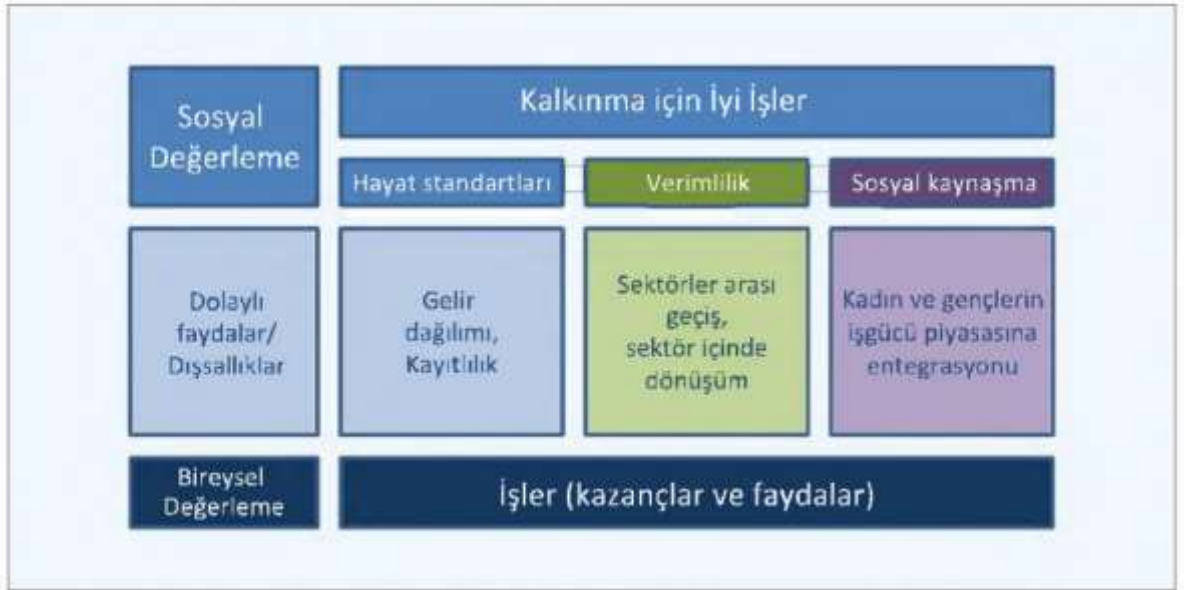 Sosyal
Değerleme
Kalkınma için İyi İşler
Hayat standartları
Verimlilik
Sosyal kaynaşma
Dolaylı
faydalar/
Dışsallıklar
Gelir
dağılımı,
Kayıtlılık
Sektörler arası
geçiş,
sektör içinde
dönüşüm
Kadın ve gençlerin
işgücü piyasasına
entegrasyonu
Bireysel
Değerleme
İşler (kazançlar ve faydalar)